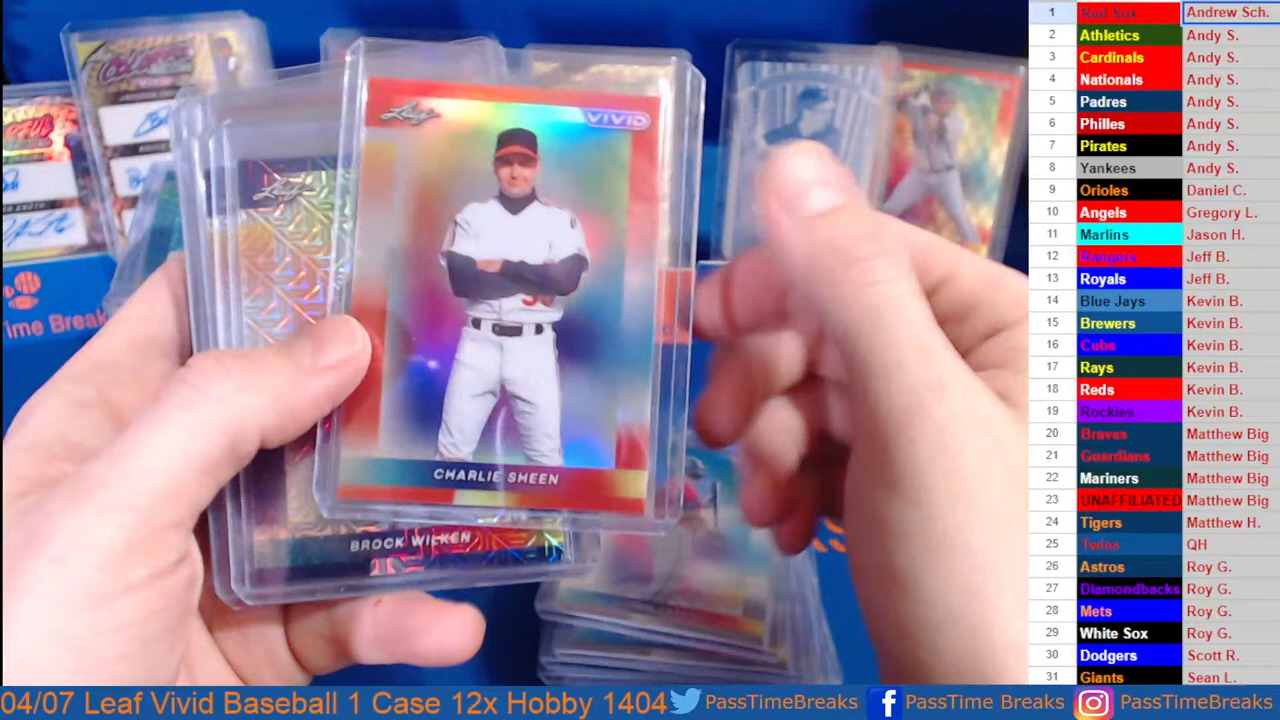 Leaf
VIVID
CHARLIE SHEEN
Leaf
BROCK WILKEN
Time Breaks
1 Red Sox Andrew Sch.
2 Athletics Andy S.
3 Cardinals Andy S.
4 Nationals Andy S.
5 Padres Andy S.
6 Philles Andy S.
7 Pirates Andy S.
8 Yankees Andy S.
9 Orioles Daniel C.
10 Angels Gregory L.
11 Marlins Jason H.
12 Rangers Jeff B.
13 Royals Jeff B.
14 Blue Jays Kevin B.
15 Brewers Kevin B.
16 Cubs Kevin B.
17 Rays Kevin B.
18 Reds Kevin B.
19 Rockies Kevin B.
20 Braves Matthew Big
21 Guardians Matthew Big
22 Mariners Matthew Big
23 UNAFFILIATED Matthew Big
24 Tigers Matthew H.
25 Twins QH
26 Astros Roy G.
27 Diamondbacks Roy G.
28 Mets Roy G.
29 White Sox Roy G.
30 Dodgers Scott R.
31 Giants Sean L.
04/07 Leaf Vivid Baseball 1 Case 12x Hobby 1404 PassTimeBreaks PassTime Breaks PassTimeBreaks